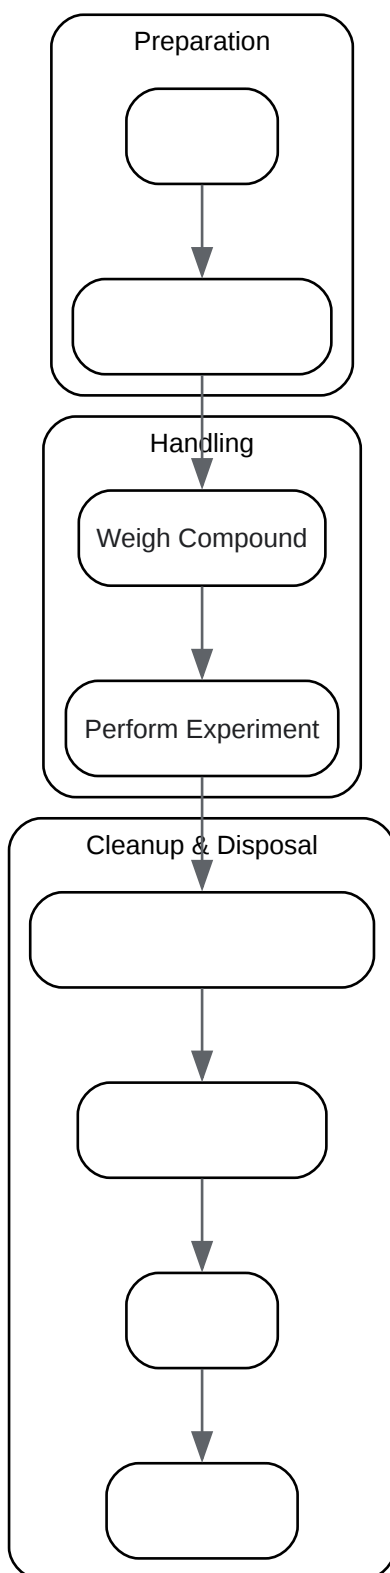 Preparation
Handling
Weigh Compound
Perform Experiment
Cleanup & Disposal